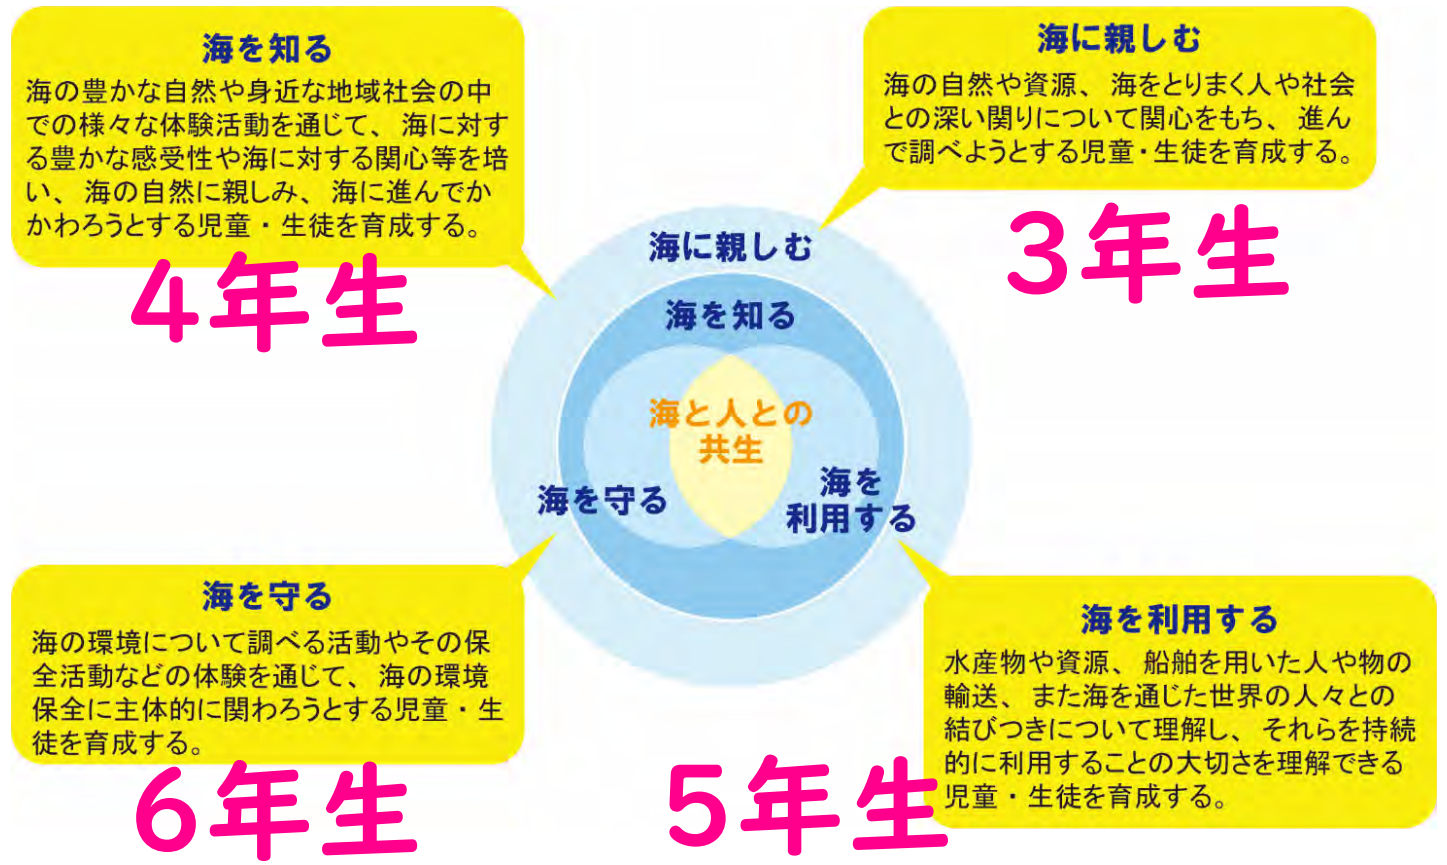 海を知る
海の豊かな自然や身近な地域社会の中
での様々な体験活動を通じて、海に対す
る豊かな感受性や海に対する関心等を培
い、海の自然に親しみ、海に進んでか
かわろうとする児童・生徒を育成する。
4年生
海に親しむ
海の自然や資源、海をとりまく人や社会
との深い関りについて関心をもち、進ん
で調べようとする児童・生徒を育成する。
3年生
海に親しむ
海を知る
海と人との
共生
海を守る
海を
利用する
海を守る
海の環境について調べる活動やその保
全活動などの体験を通じて、海の環境
保全に主体的に関わろうとする児童・生
徒を育成する。
6年生
海を利用する
水産物や資源、船舶を用いた人や物の
輸送、また海を通じた世界の人々との
結びつきについて理解し、それらを持続
的に利用することの大切さを理解できる
児童・生徒を育成する。
5年生